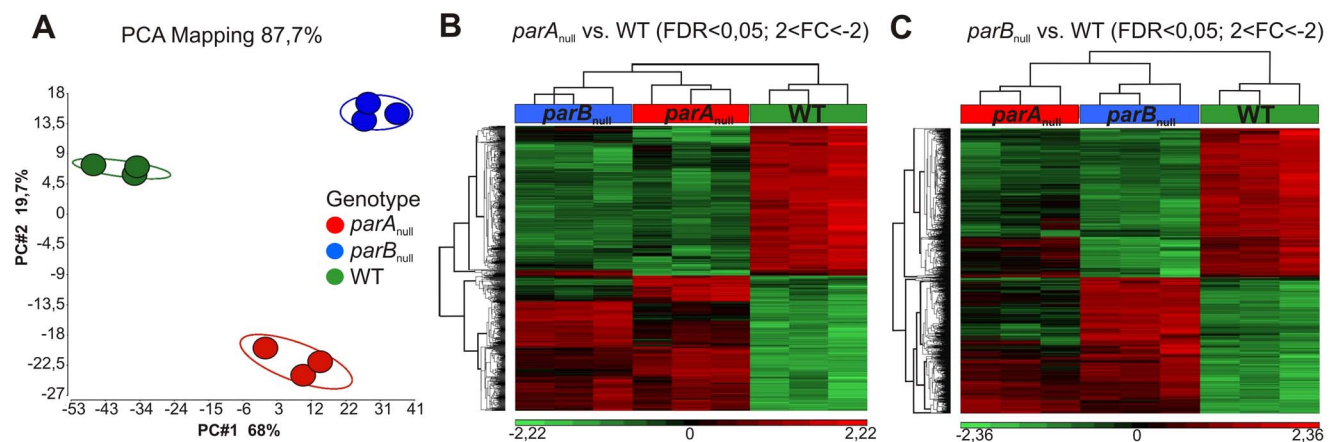 A
PCA Mapping 87,7%
18
13,5
9
4,5
0
-4,5
-9
-13,5
-18
-22,5
-27
PC#2 19,7%
-53 -43 -34 -24 -15 -6 3 12 22 31 41
PC#1 68%
Genotype
parAnull
parBnull
WT
B
parAnull vs. WT (FDR<0,05; 2<FC<-2)
parBnull parAnull WT
-2,22 0 2,22
C
parBnull vs. WT (FDR<0,05; 2<FC<-2)
parAnull parBnull WT
-2,36 0 2,36